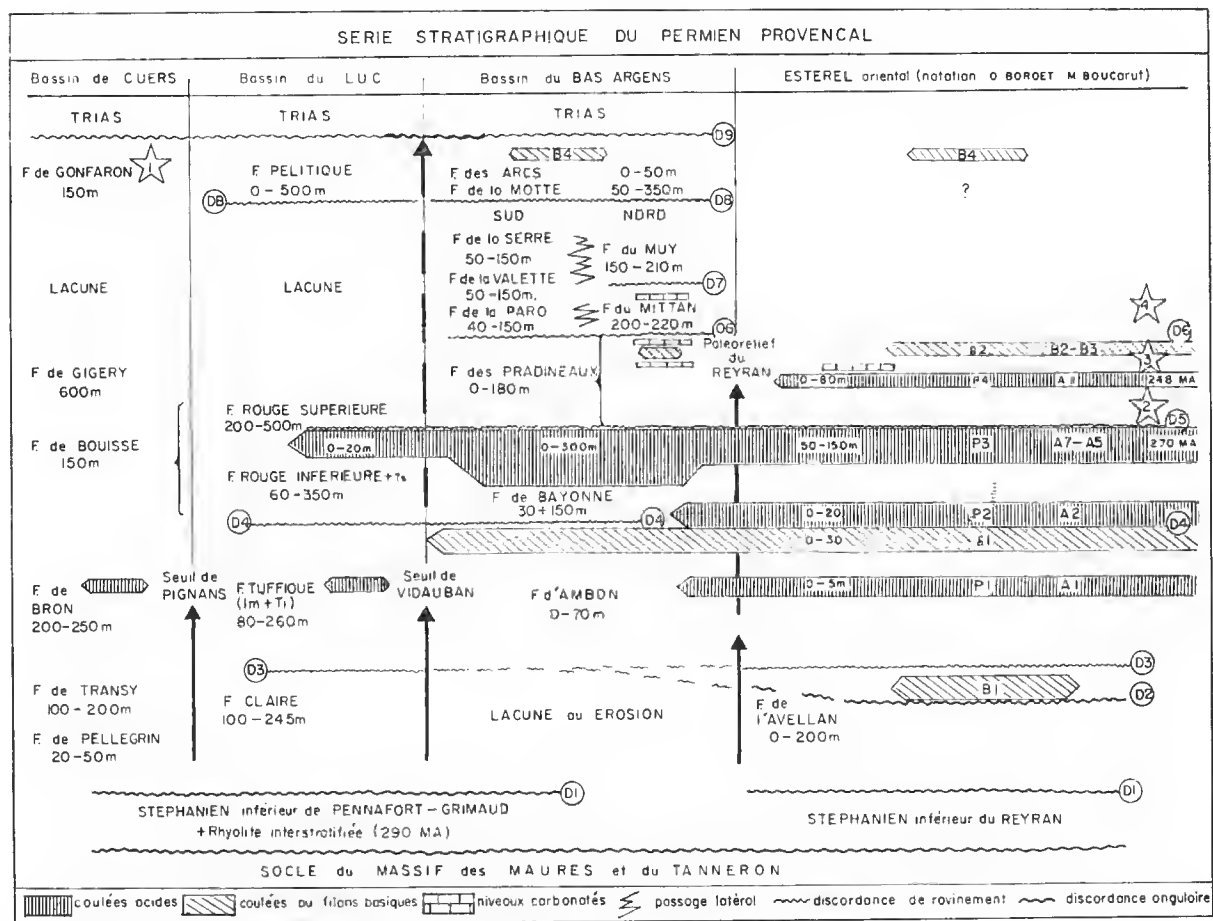 SERIE STRATIGRAPHIQUE DU PERMIEN PROVENCAL
Bassin de CUERS
Bassin du LUC
Bassin du BAS ARGENS
ESTEREL oriental (notation O BORDET M BOUCARUT)
TRIAS
TRIAS
TRIAS
D9
F de GONFARON
150m
1
F. PELITIQUE
0-500m
D8
B4
F. des ARCS 0-50m
F. de la MOTTE 50-350m
D8
B4
?
SUD
NORD
F de la SERRE
50-150m
F du MUY
150-210m
F de la VALETTE
50-150m.
D7
F. de la PARO
40-150m
F du MITTAN
200-220m
D6
LACUNE
LACUNE
4
D6
B2
B2-B3
3
F. des PRADINEAUX
0-180m
Paléorelief
du
REYRAN
0-80m
P4
A8
248 MA
F. de GIGERY
600m
2
D5
F. ROUGE SUPERIEURE
200-500m
F. de BOUISSE
150m
0-20m
0-300m
50-150m
P3
A7-A5
270 MA
F. ROUGE INFERIEURE+Ts
60-350m
F de BAYONNE
30+150m
D4
D4
0-20
P2
A2
D4
0-30
B1
F. de
BRON
200-250m
Seuil de
PIGNANS
F. TUFFIQUE
(Im+Ti)
80-260m
Seuil de
VIDAUBAN
F d'AMBON
0-70m
0-5m
P1
A1
D3
D3
F de TRANSY
100-200m
F CLAIRE
100-245m
B1
D2
F. de PELLEGRIN
20-50m
LACUNE ou EROSION
F. de
l'AVELLAN
0-200m
D1
D1
STEPHANIEN inférieur de PENNAFORT-GRIMAUD
+Rhyolite interstratifiée (290 MA)
STEPHANIEN inférieur du REYRAN
SOCLE du MASSIF des MAURES et du TANNERON
coulées acides
coulées ou filons basiques
niveaux carbonatés
passage latéral
discordance de ravinement
discordance angulaire